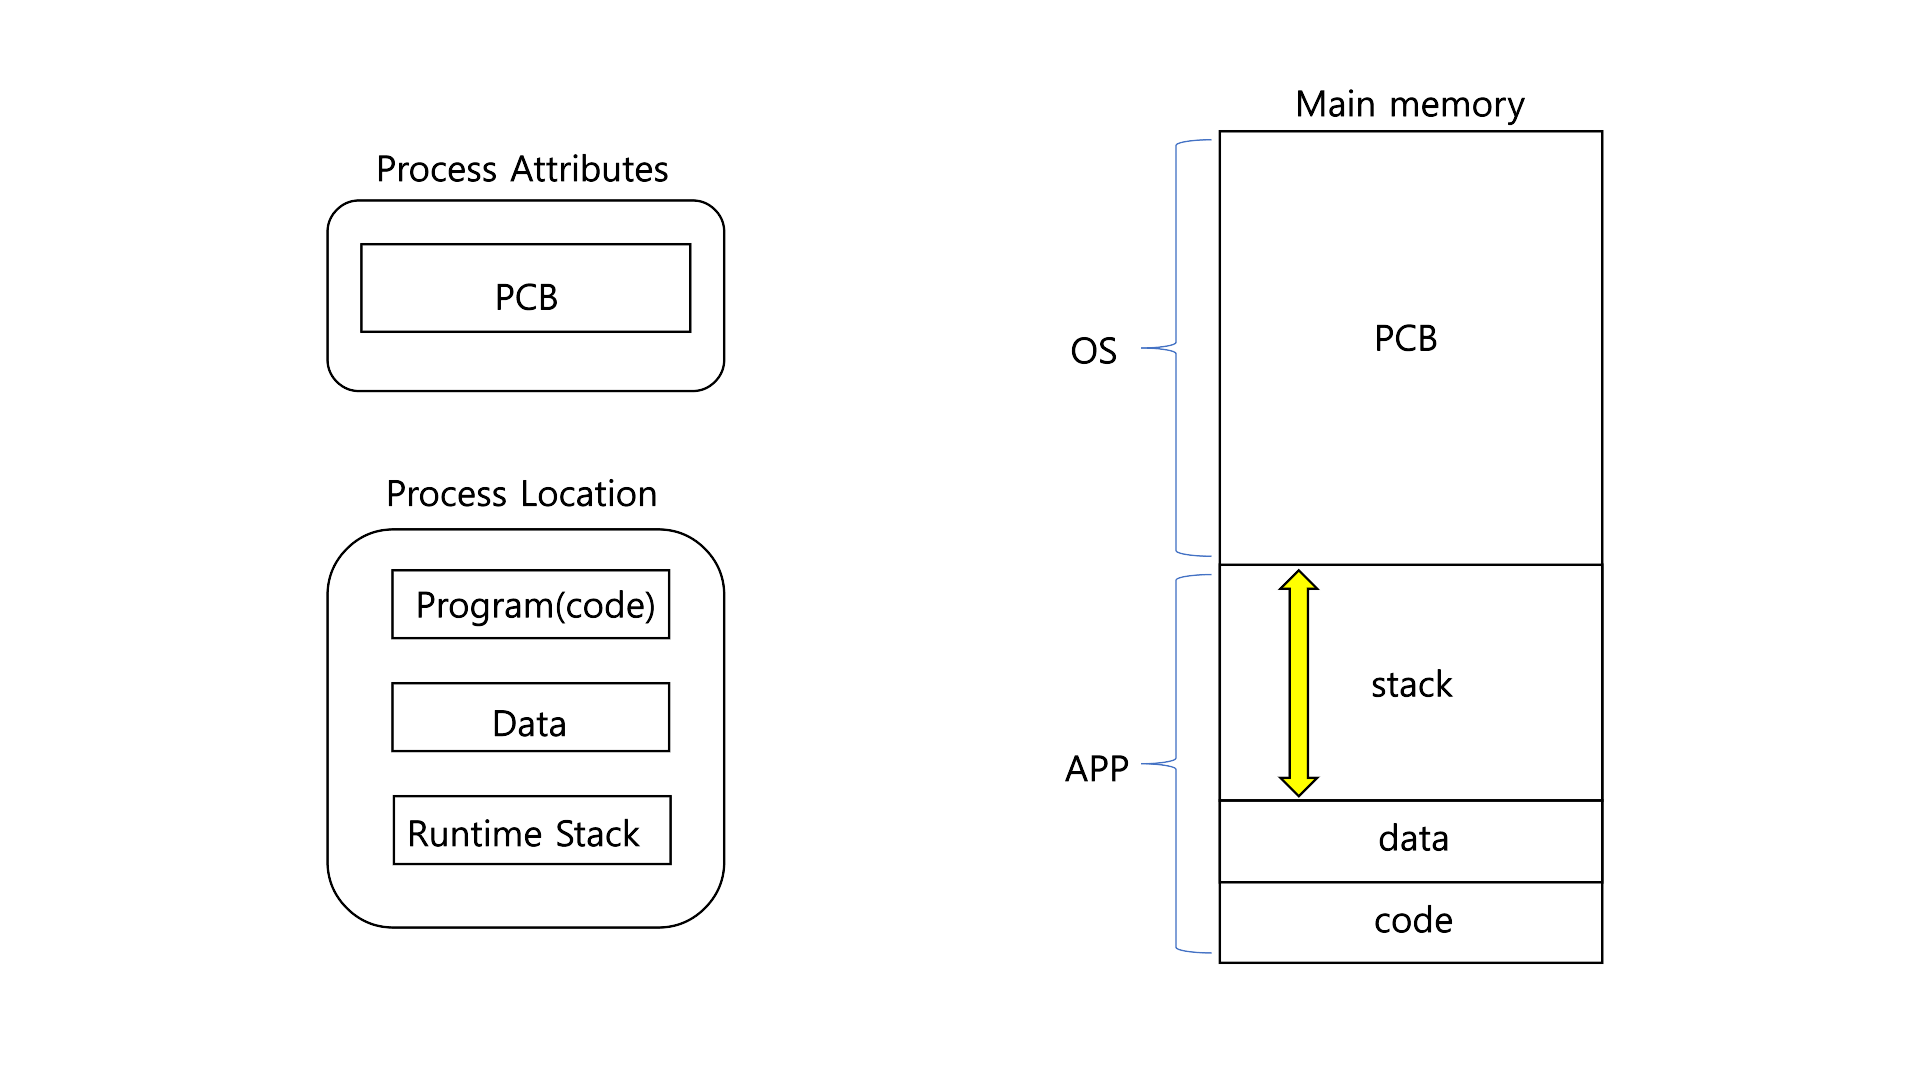 Process Attributes
PCB
Process Location
Program(code)
Data
Runtime Stack
Main memory
OS
PCB
APP
stack
data
code